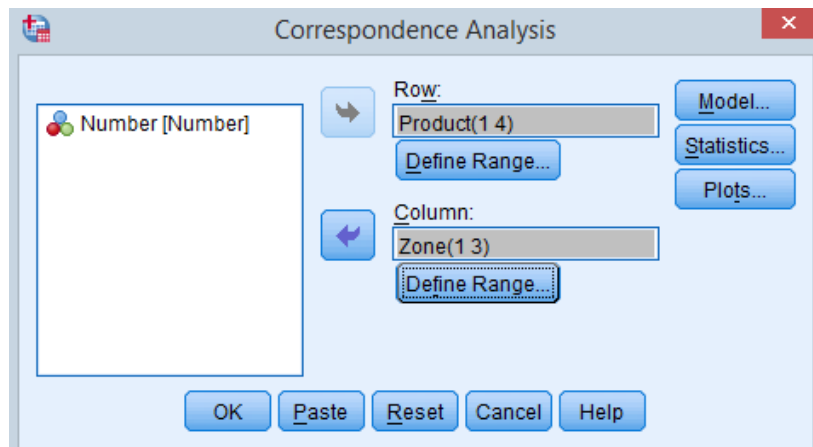 Correspondence Analysis
Number [Number]
Row:
Product(1 4)
Define Range...
Column:
Zone(1 3)
Define Range...
Model...
Statistics...
Plots...
OK Paste Reset Cancel Help